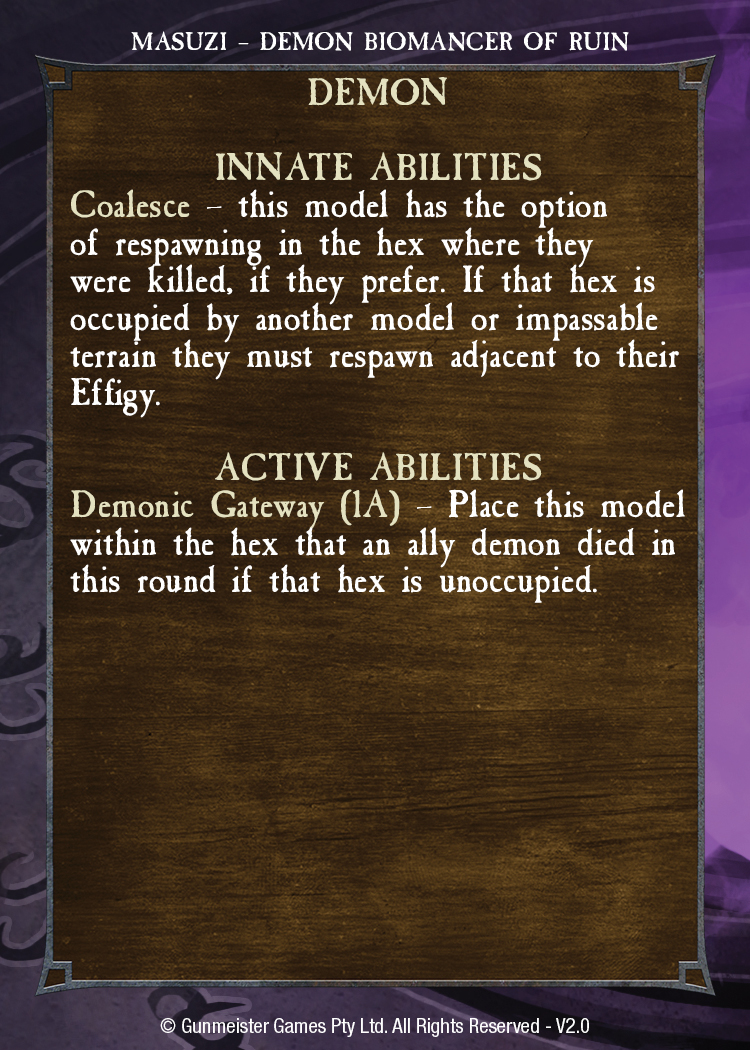 MASUZI – DEMON BIOMANCER OF RUIN
DEMON
INNATE ABILITIES
Coalesce – this model has the option
of respawning in the hex where they
were killed, if they prefer. If that hex is
occupied by another model or impassable
terrain they must respawn adjacent to their
Effigy.
ACTIVE ABILITIES
Demonic Gateway (1A) – Place this model
within the hex that an ally demon died in
this round if that hex is unoccupied.
© Gunmeister Games Pty Ltd. All Rights Reserved - V2.0